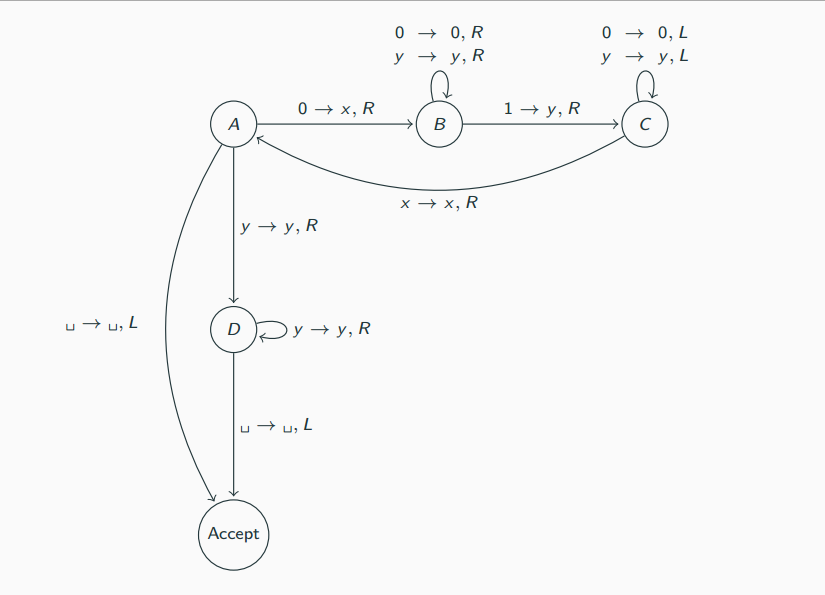 0 → 0, R
y → y, R
0 → 0, L
y → y, L
A
0 → x, R
B
1 → y, R
C
x → x, R
y → y, R
␣ → ␣, L
D
y → y, R
␣ → ␣, L
Accept